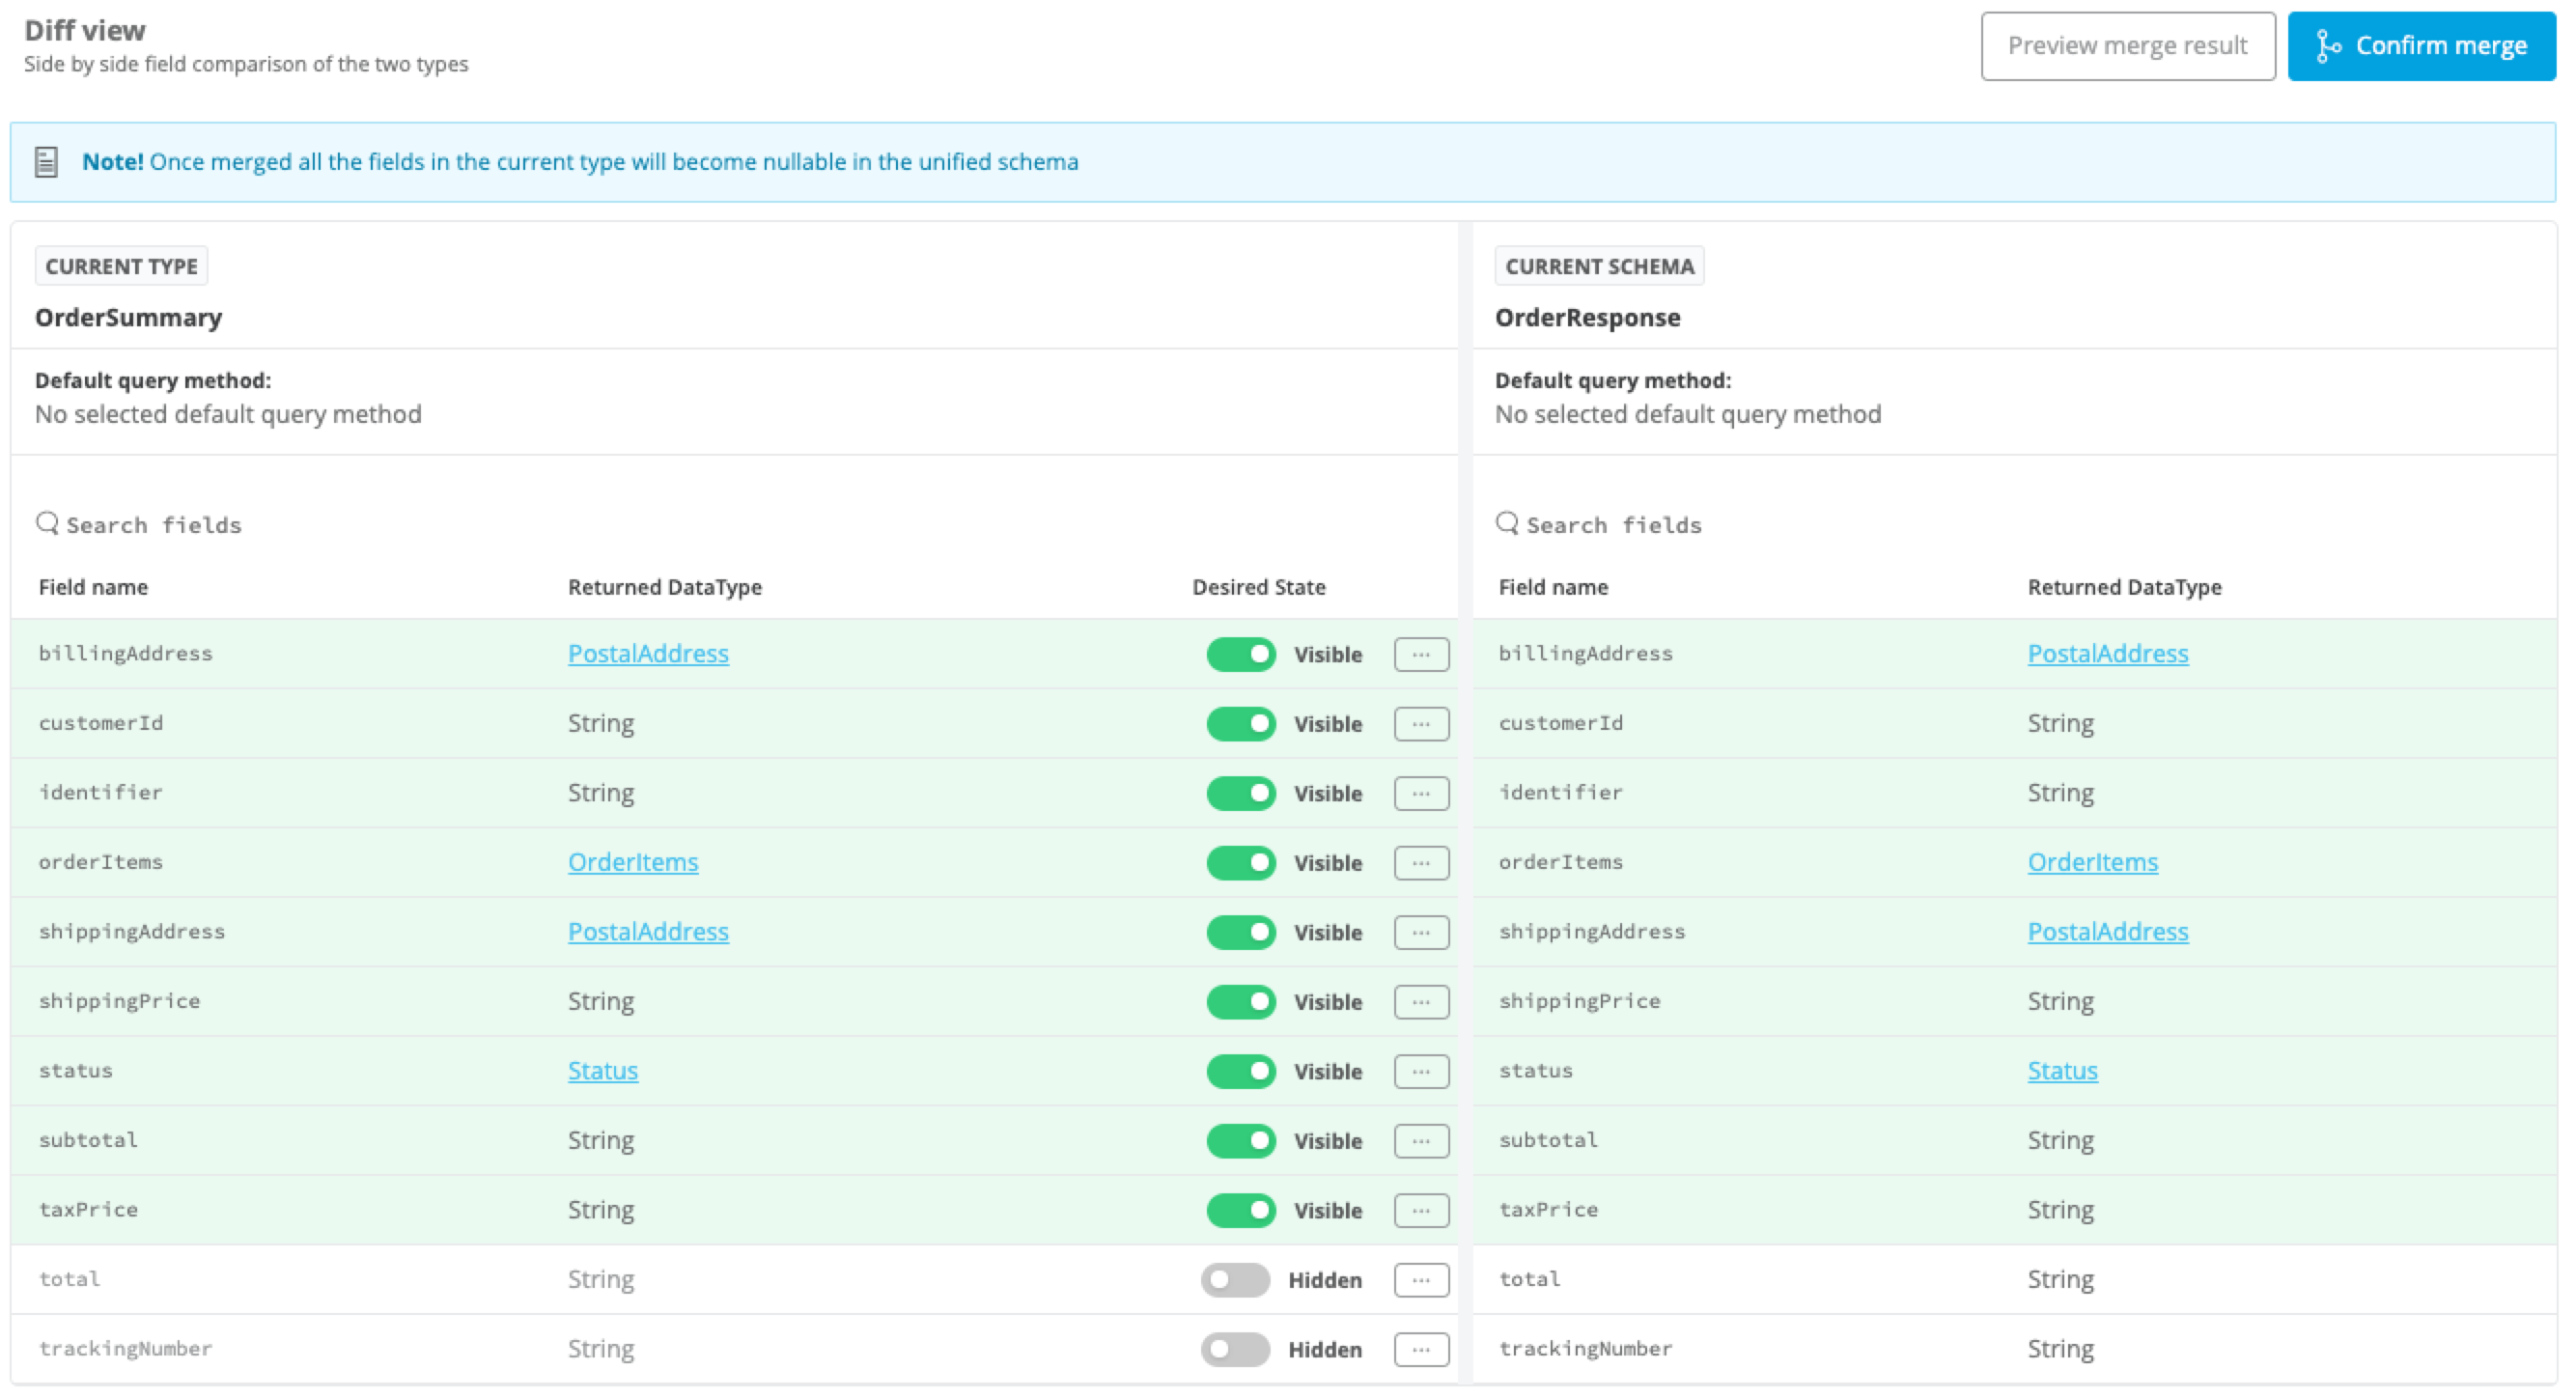 Diff view
Side by side field comparison of the two types
Preview merge result
Confirm merge
Note! Once merged all the fields in the current type will become nullable in the unified schema
CURRENT TYPE
OrderSummary
Default query method:
No selected default query method
Search fields
Field name Returned DataType Desired State
billingAddress PostalAddress Visible ...
customerId String Visible ...
identifier String Visible ...
orderItems OrderItems Visible ...
shippingAddress PostalAddress Visible ...
shippingPrice String Visible ...
status Status Visible ...
subtotal String Visible ...
taxPrice String Visible ...
total String Hidden ...
trackingNumber String Hidden ...
CURRENT SCHEMA
OrderResponse
Default query method:
No selected default query method
Search fields
Field name Returned DataType
billingAddress PostalAddress
customerId String
identifier String
orderItems OrderItems
shippingAddress PostalAddress
shippingPrice String
status Status
subtotal String
taxPrice String
total String
trackingNumber String